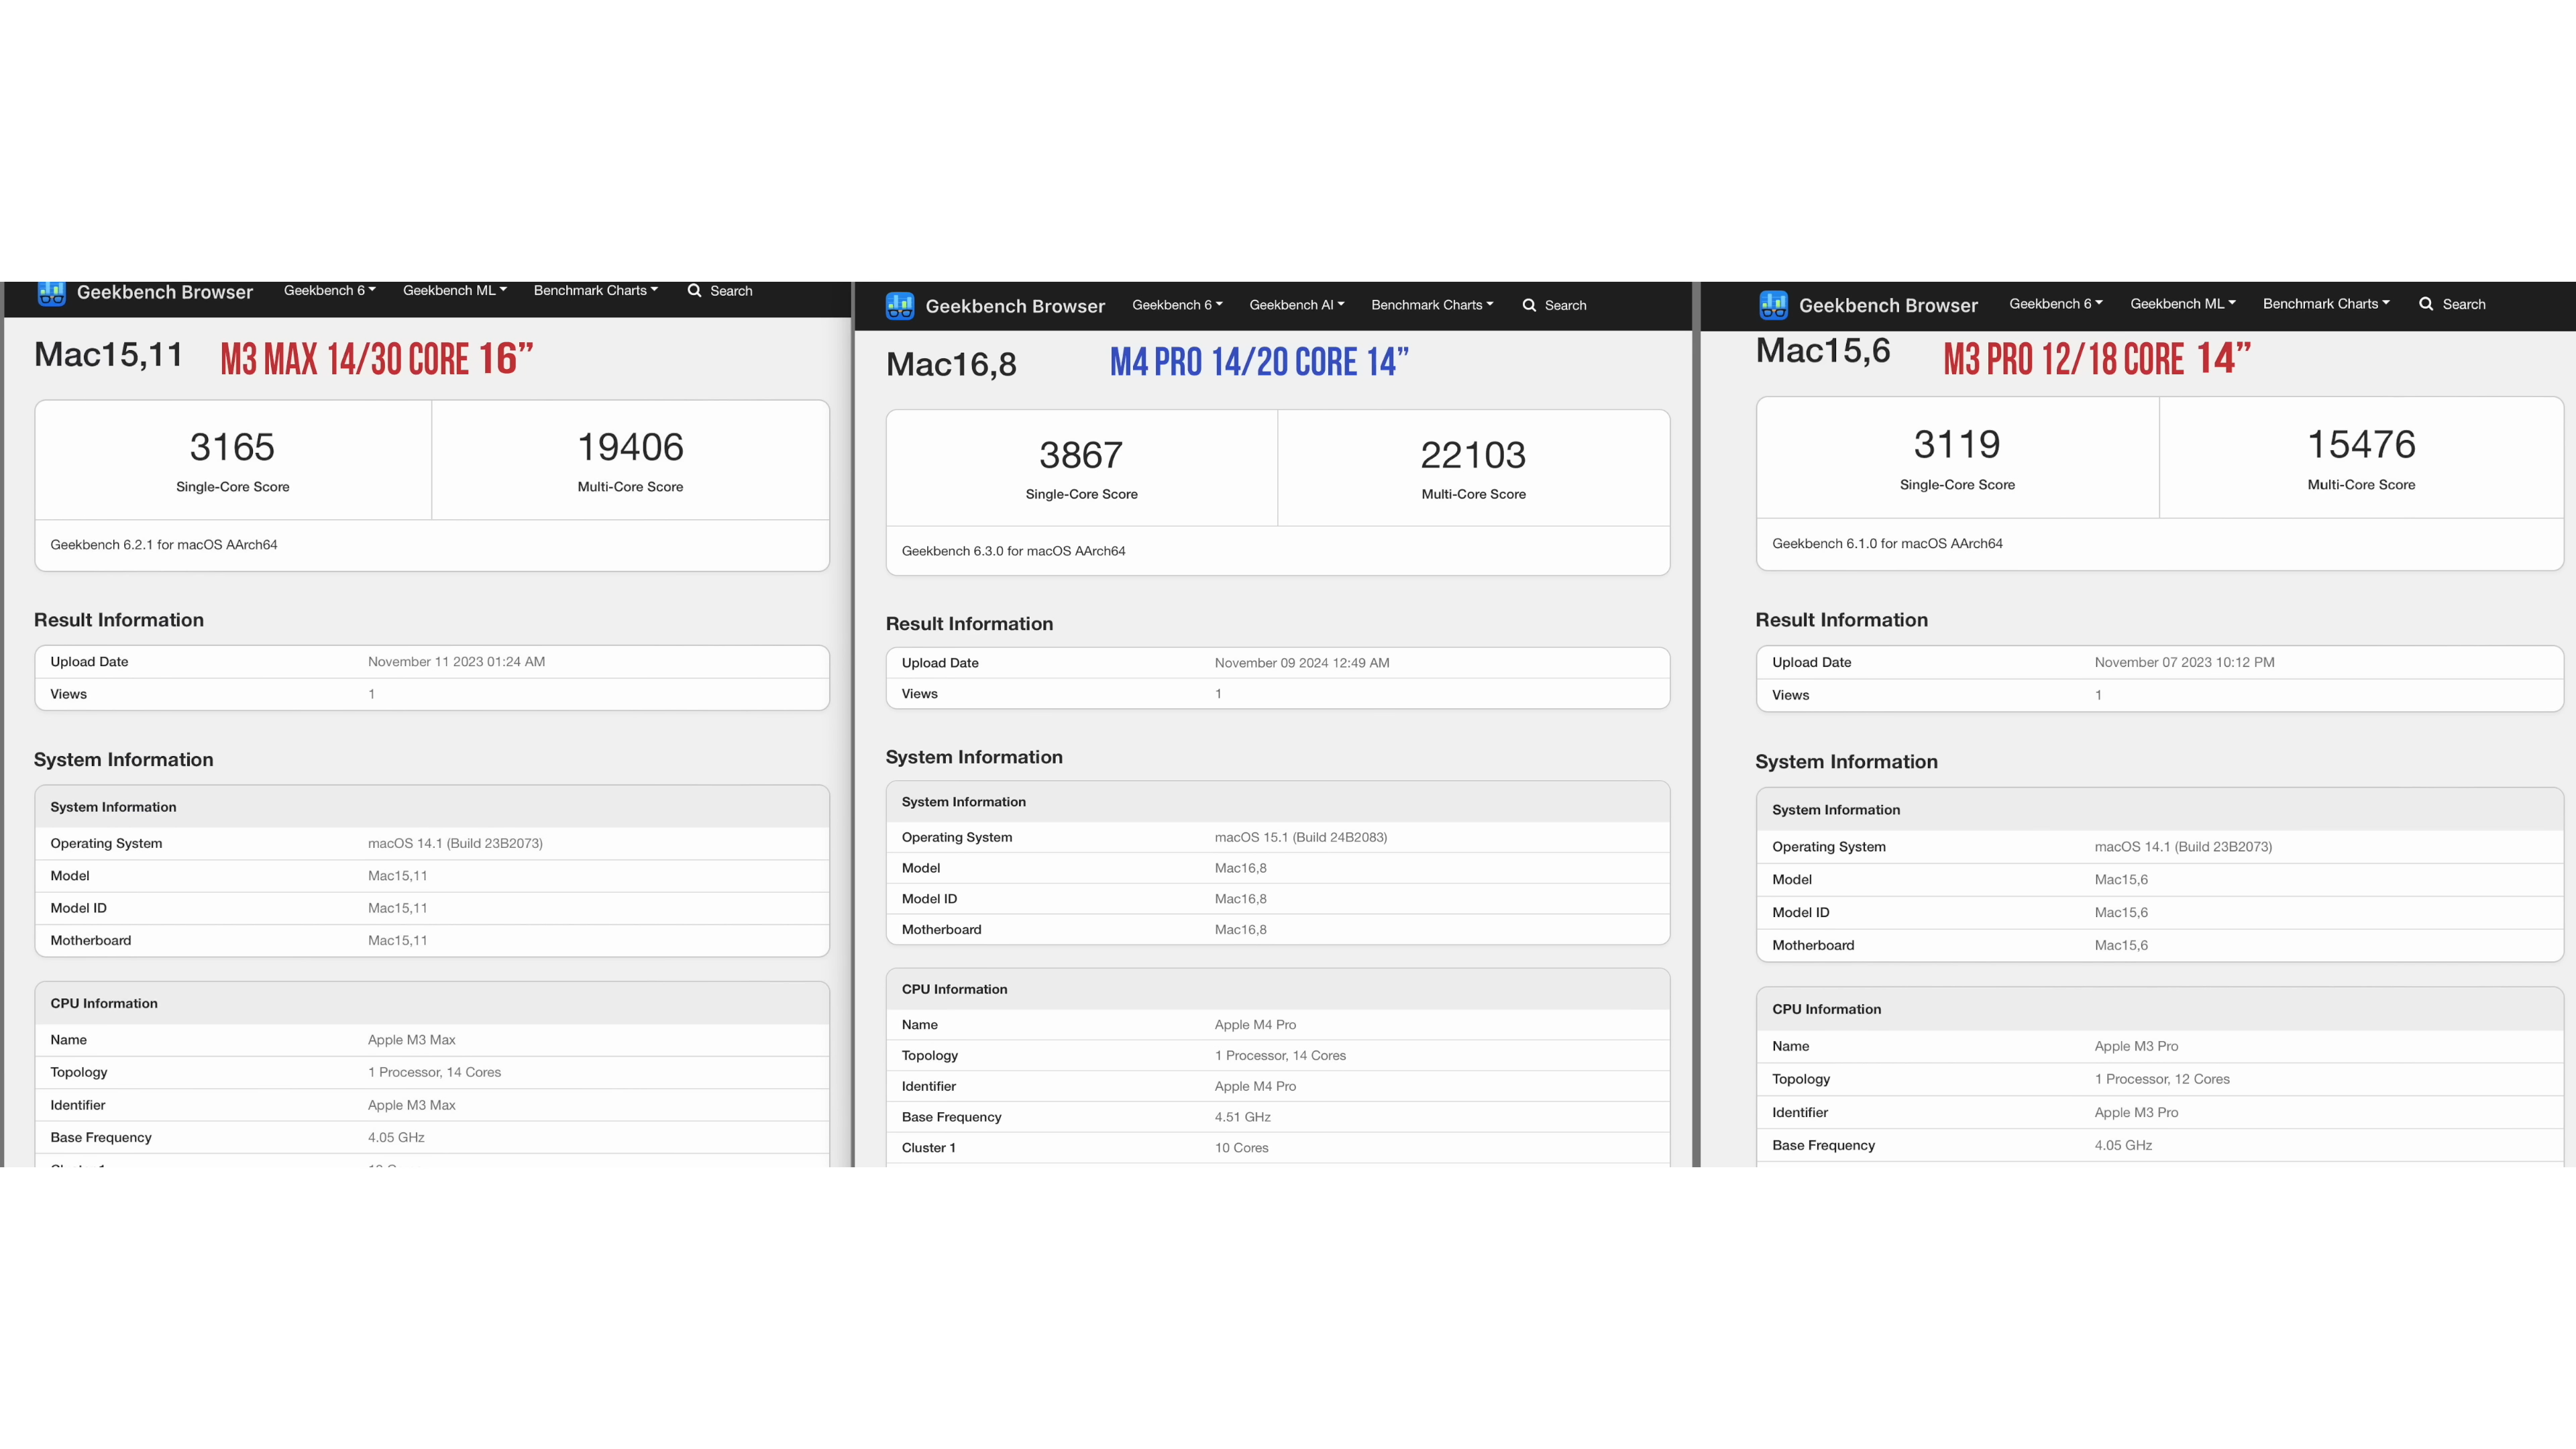 Geekbench Browser Geekbench 6 Geekbench ML Benchmark Charts Search
Mac15,11 M3 MAX 14/30 CORE 16”
3165 19406
Single-Core Score Multi-Core Score
Geekbench 6.2.1 for macOS AArch64
Result Information
Upload Date November 11 2023 01:24 AM
Views 1
System Information
System Information
Operating System macOS 14.1 (Build 23B2073)
Model Mac15,11
Model ID Mac15,11
Motherboard Mac15,11
CPU Information
Name Apple M3 Max
Topology 1 Processor, 14 Cores
Identifier Apple M3 Max
Base Frequency 4.05 GHz
Geekbench Browser Geekbench 6 Geekbench AI Benchmark Charts Search
Mac16,8 M4 PRO 14/20 CORE 14”
3867 22103
Single-Core Score Multi-Core Score
Geekbench 6.3.0 for macOS AArch64
Result Information
Upload Date November 09 2024 12:49 AM
Views 1
System Information
System Information
Operating System macOS 15.1 (Build 24B2083)
Model Mac16,8
Model ID Mac16,8
Motherboard Mac16,8
CPU Information
Name Apple M4 Pro
Topology 1 Processor, 14 Cores
Identifier Apple M4 Pro
Base Frequency 4.51 GHz
Cluster 1 10 Cores
Geekbench Browser Geekbench 6 Geekbench ML Benchmark Charts Search
Mac15,6 M3 PRO 12/18 CORE 14”
3119 15476
Single-Core Score Multi-Core Score
Geekbench 6.1.0 for macOS AArch64
Result Information
Upload Date November 07 2023 10:12 PM
Views 1
System Information
System Information
Operating System macOS 14.1 (Build 23B2073)
Model Mac15,6
Model ID Mac15,6
Motherboard Mac15,6
CPU Information
Name Apple M3 Pro
Topology 1 Processor, 12 Cores
Identifier Apple M3 Pro
Base Frequency 4.05 GHz